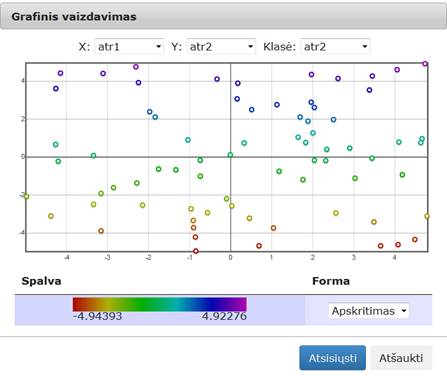 Grafinis vaizdavimas
X: atr1 Y: atr2 Klasė: atr2
4
2
0
-2
-4
-4 -3 -2 -1 0 1 2 3 4
Spalva Forma
-4.94393 4.92276 Apskritimas
Atsisiųsti Atšaukti